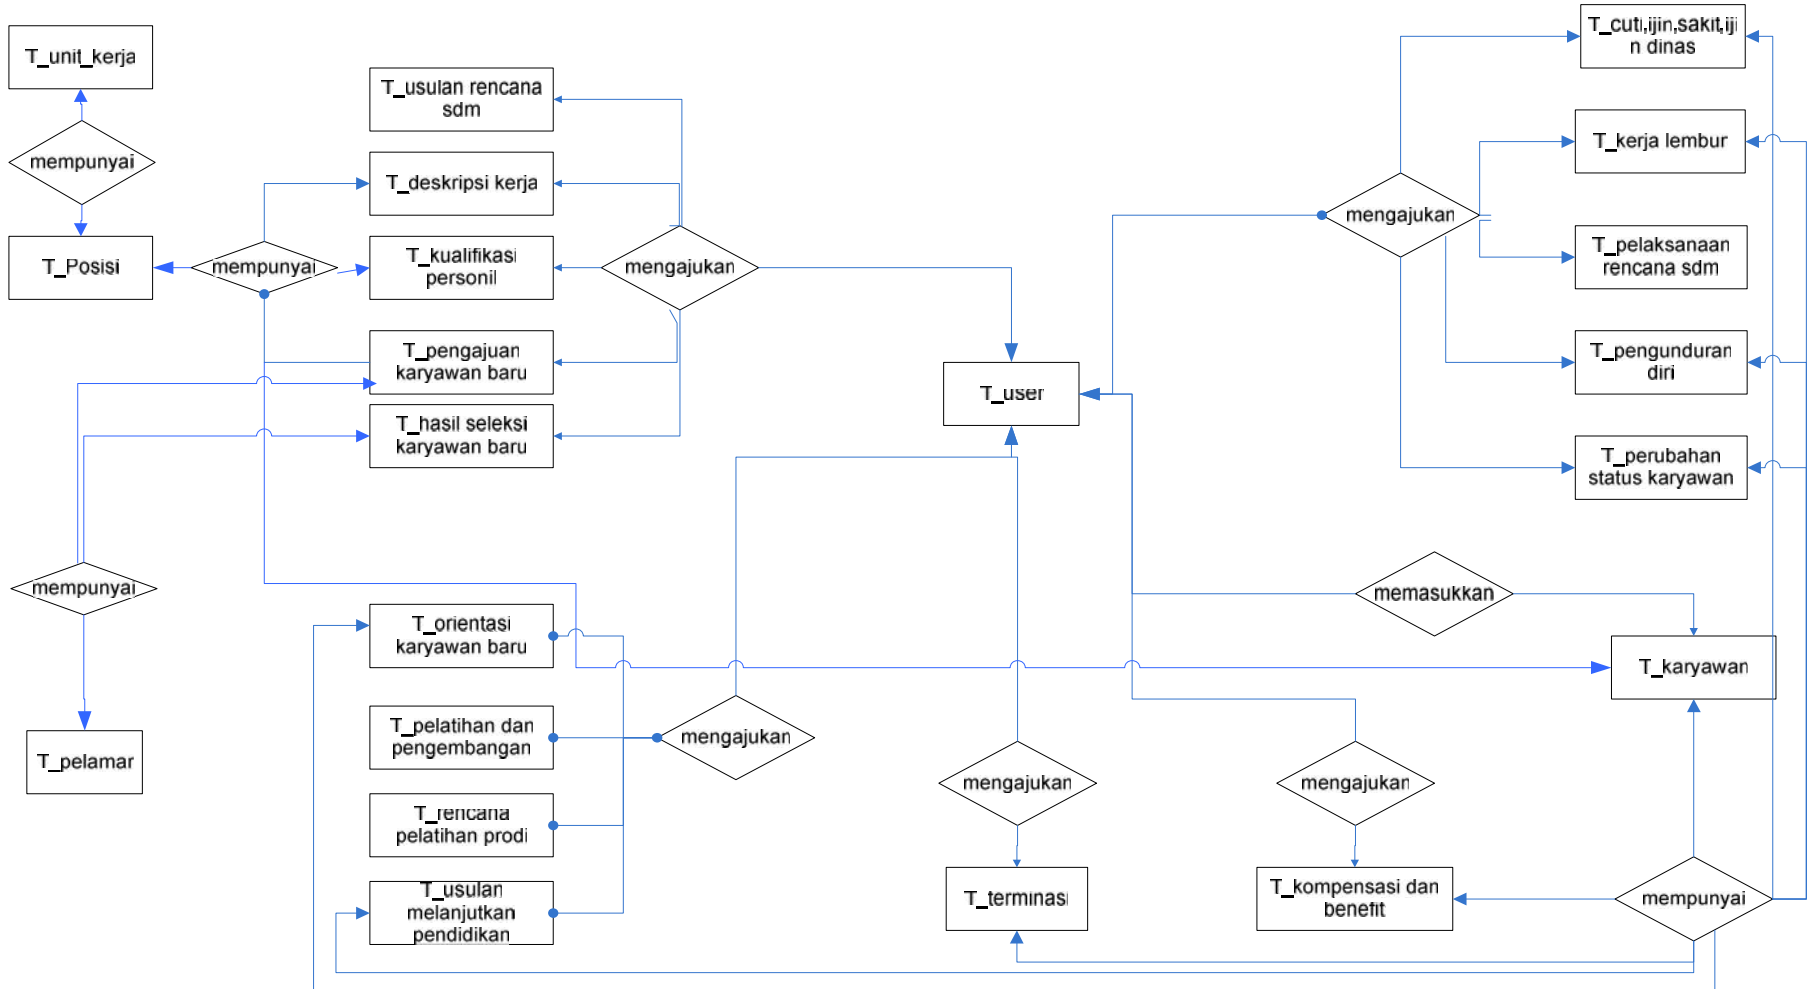 T_unit_kerja
mempunyai
T_Posisi
mempunyai
T_usulan rencana
sdm
T_deskripsi kerja
T_kualifikasi
personil
T_pengajuan
karyawan baru
T_hasil seleksi
karyawan baru
mengajukan
T_user
mengajukan
T_cuti,ijin,sakit,iji
n dinas
T_kerja lembur
T_pelaksanaan
rencana sdm
T_pengunduran
diri
T_perubahan
status karyawan
mempunyai
T_pelamar
T_orientasi
karyawan baru
T_pelatihan dan
pengembangan
T_rencana
pelatihan prodi
T_usulan
melanjutkan
pendidikan
mengajukan
mengajukan
T_terminasi
mengajukan
T_kompensasi dan
benefit
memasukkan
T_karyawan
mempunyai